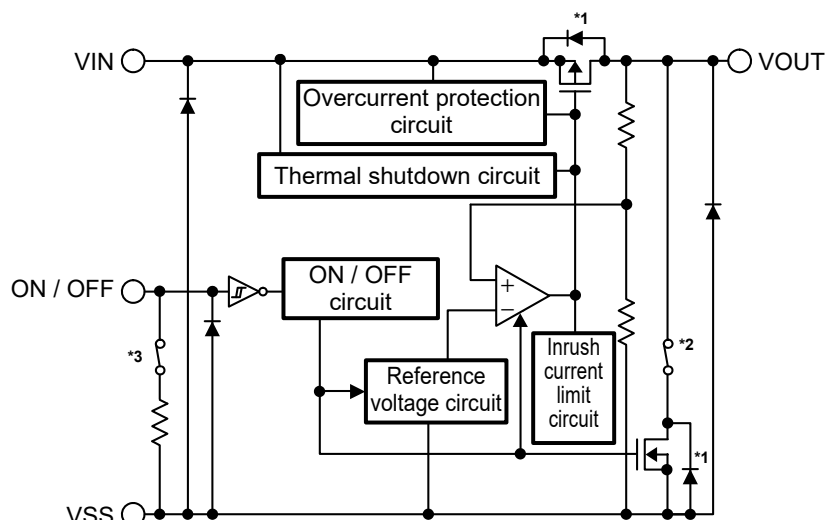 *1
VIN
VOUT
Overcurrent protection
circuit
Thermal shutdown circuit
ON / OFF
ON / OFF
circuit
+
−
*3
*2
Reference
voltage circuit
Inrush
current
limit
circuit
*1
VSS